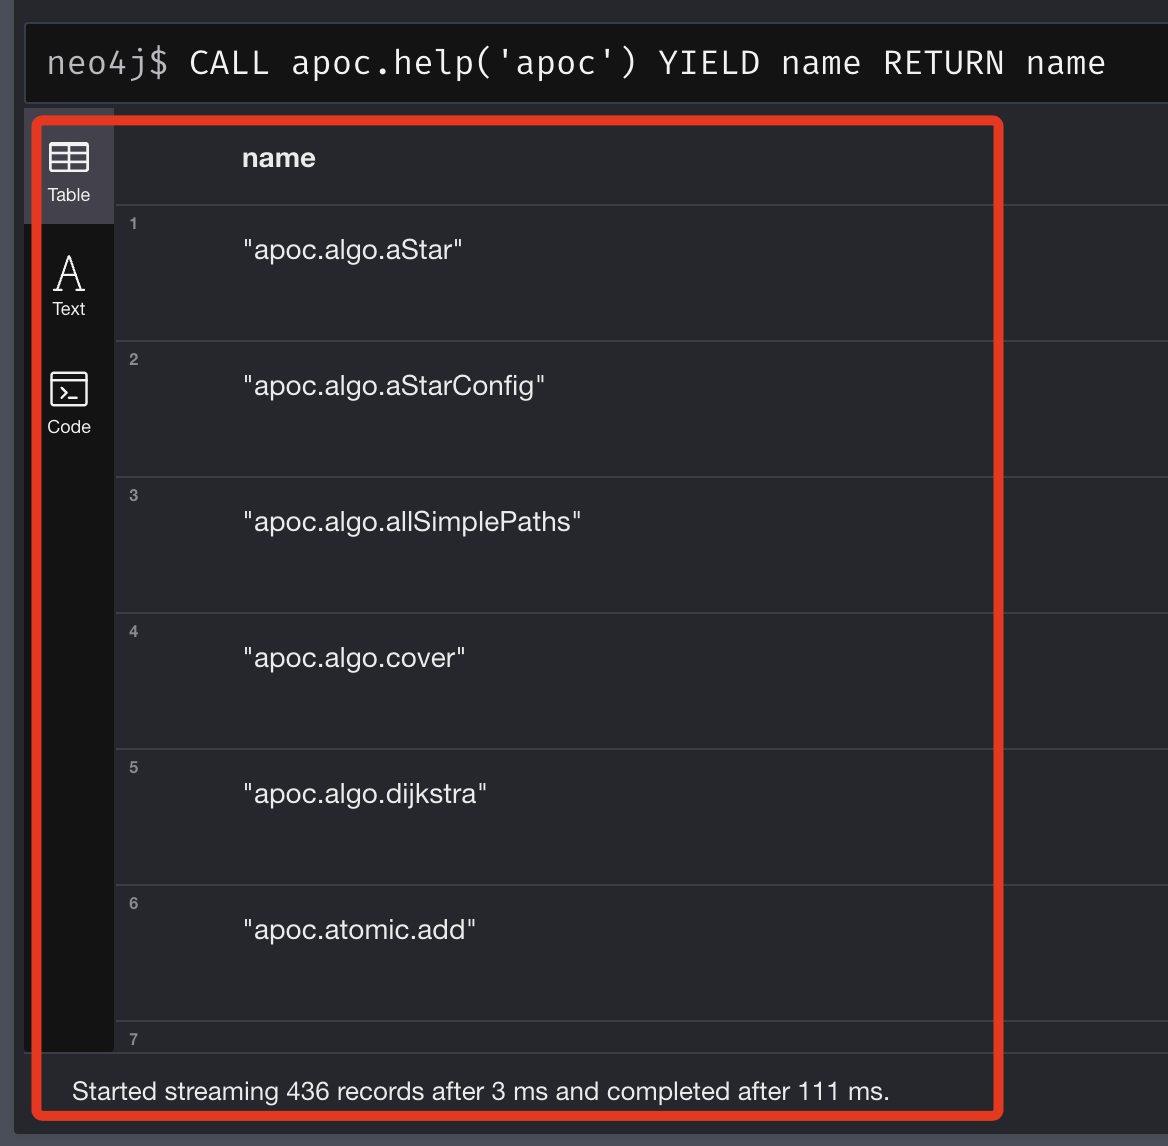 neo4j$ CALL apoc.help('apoc') YIELD name RETURN name
Table
name
1
"apoc.algo.aStar"
Text
2
"apoc.algo.aStarConfig"
Code
3
"apoc.algo.allSimplePaths"
4
"apoc.algo.cover"
5
"apoc.algo.dijkstra"
6
"apoc.atomic.add"
7
Started streaming 436 records after 3 ms and completed after 111 ms.